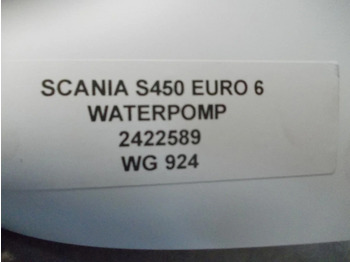 SCANIA S450 EURO 6
WATERPOMP
2422589
WG 924